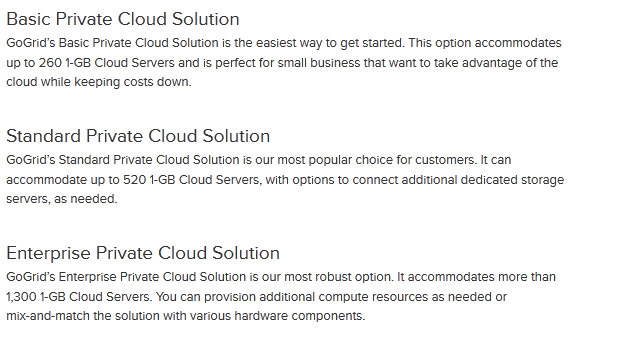 Basic Private Cloud Solution
GoGrid's Basic Private Cloud Solution is the easiest way to get started. This option accommodates
up to 260 1-GB Cloud Servers and is perfect for small business that want to take advantage of the
cloud while keeping costs down.
Standard Private Cloud Solution
GoGrid's Standard Private Cloud Solution is our most popular choice for customers. It can
accommodate up to 520 1-GB Cloud Servers, with options to connect additional dedicated storage
servers, as needed.
Enterprise Private Cloud Solution
GoGrid's Enterprise Private Cloud Solution is our most robust option. It accommodates more than
1,300 1-GB Cloud Servers. You can provision additional compute resources as needed or
mix-and-match the solution with various hardware components.